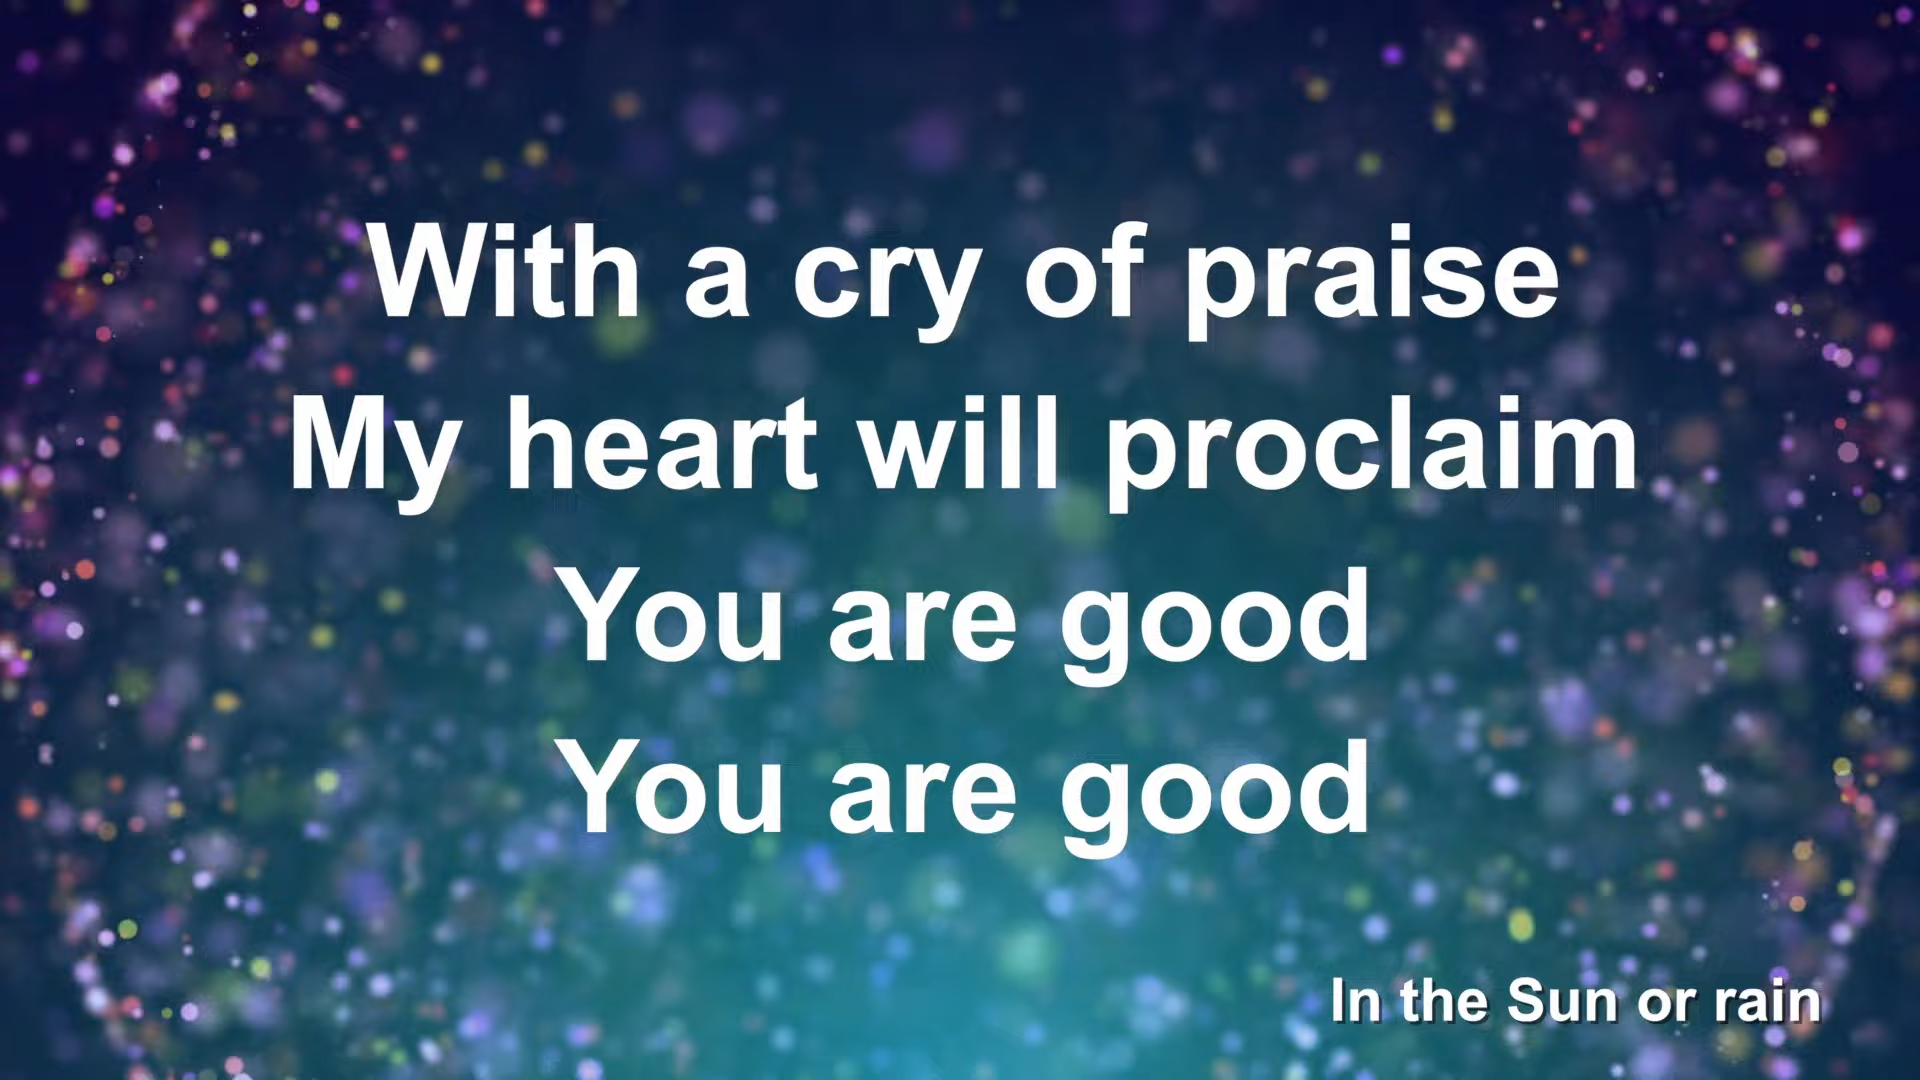 With a cry of praise
My heart will proclaim
You are good
You are good
In the Sun or rain